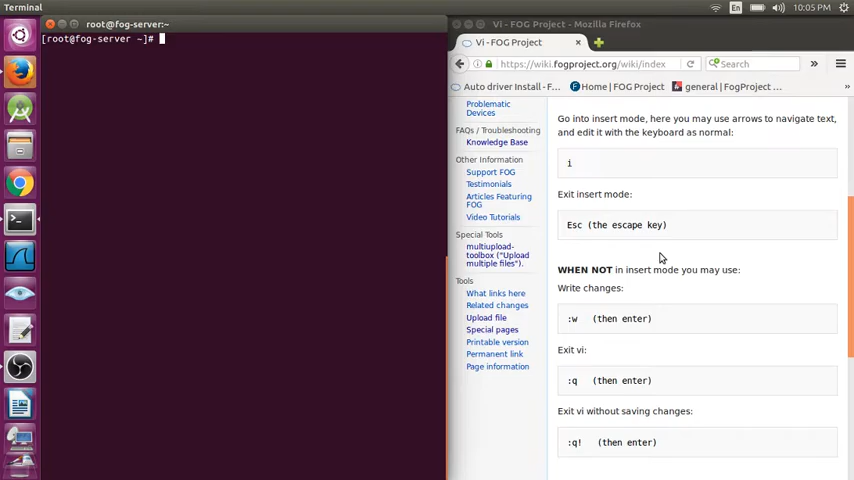 Terminal
En
10:05 PM
root@fog-server:~
[root@fog-server ~]#
Vi - FOG Project - Mozilla Firefox
Vi - FOG Project
https://wiki.fogproject.org/wiki/index
Search
Auto driver Install - F...
Home | FOG Project
general | FogProject ...
Problematic
Devices
FAQs / Troubleshooting
Knowledge Base
Other Information
Support FOG
Testimonials
Articles Featuring
FOG
Video Tutorials
Special Tools
multiupload-
toolbox ("Upload
multiple files").
Tools
What links here
Related changes
Upload file
Special pages
Printable version
Permanent link
Page information
Go into insert mode, here you may use arrows to navigate text,
and edit it with the keyboard as normal:
i
Exit insert mode:
Esc (the escape key)
WHEN NOT in insert mode you may use:
Write changes:
:w (then enter)
Exit vi:
:q (then enter)
Exit vi without saving changes:
:q! (then enter)